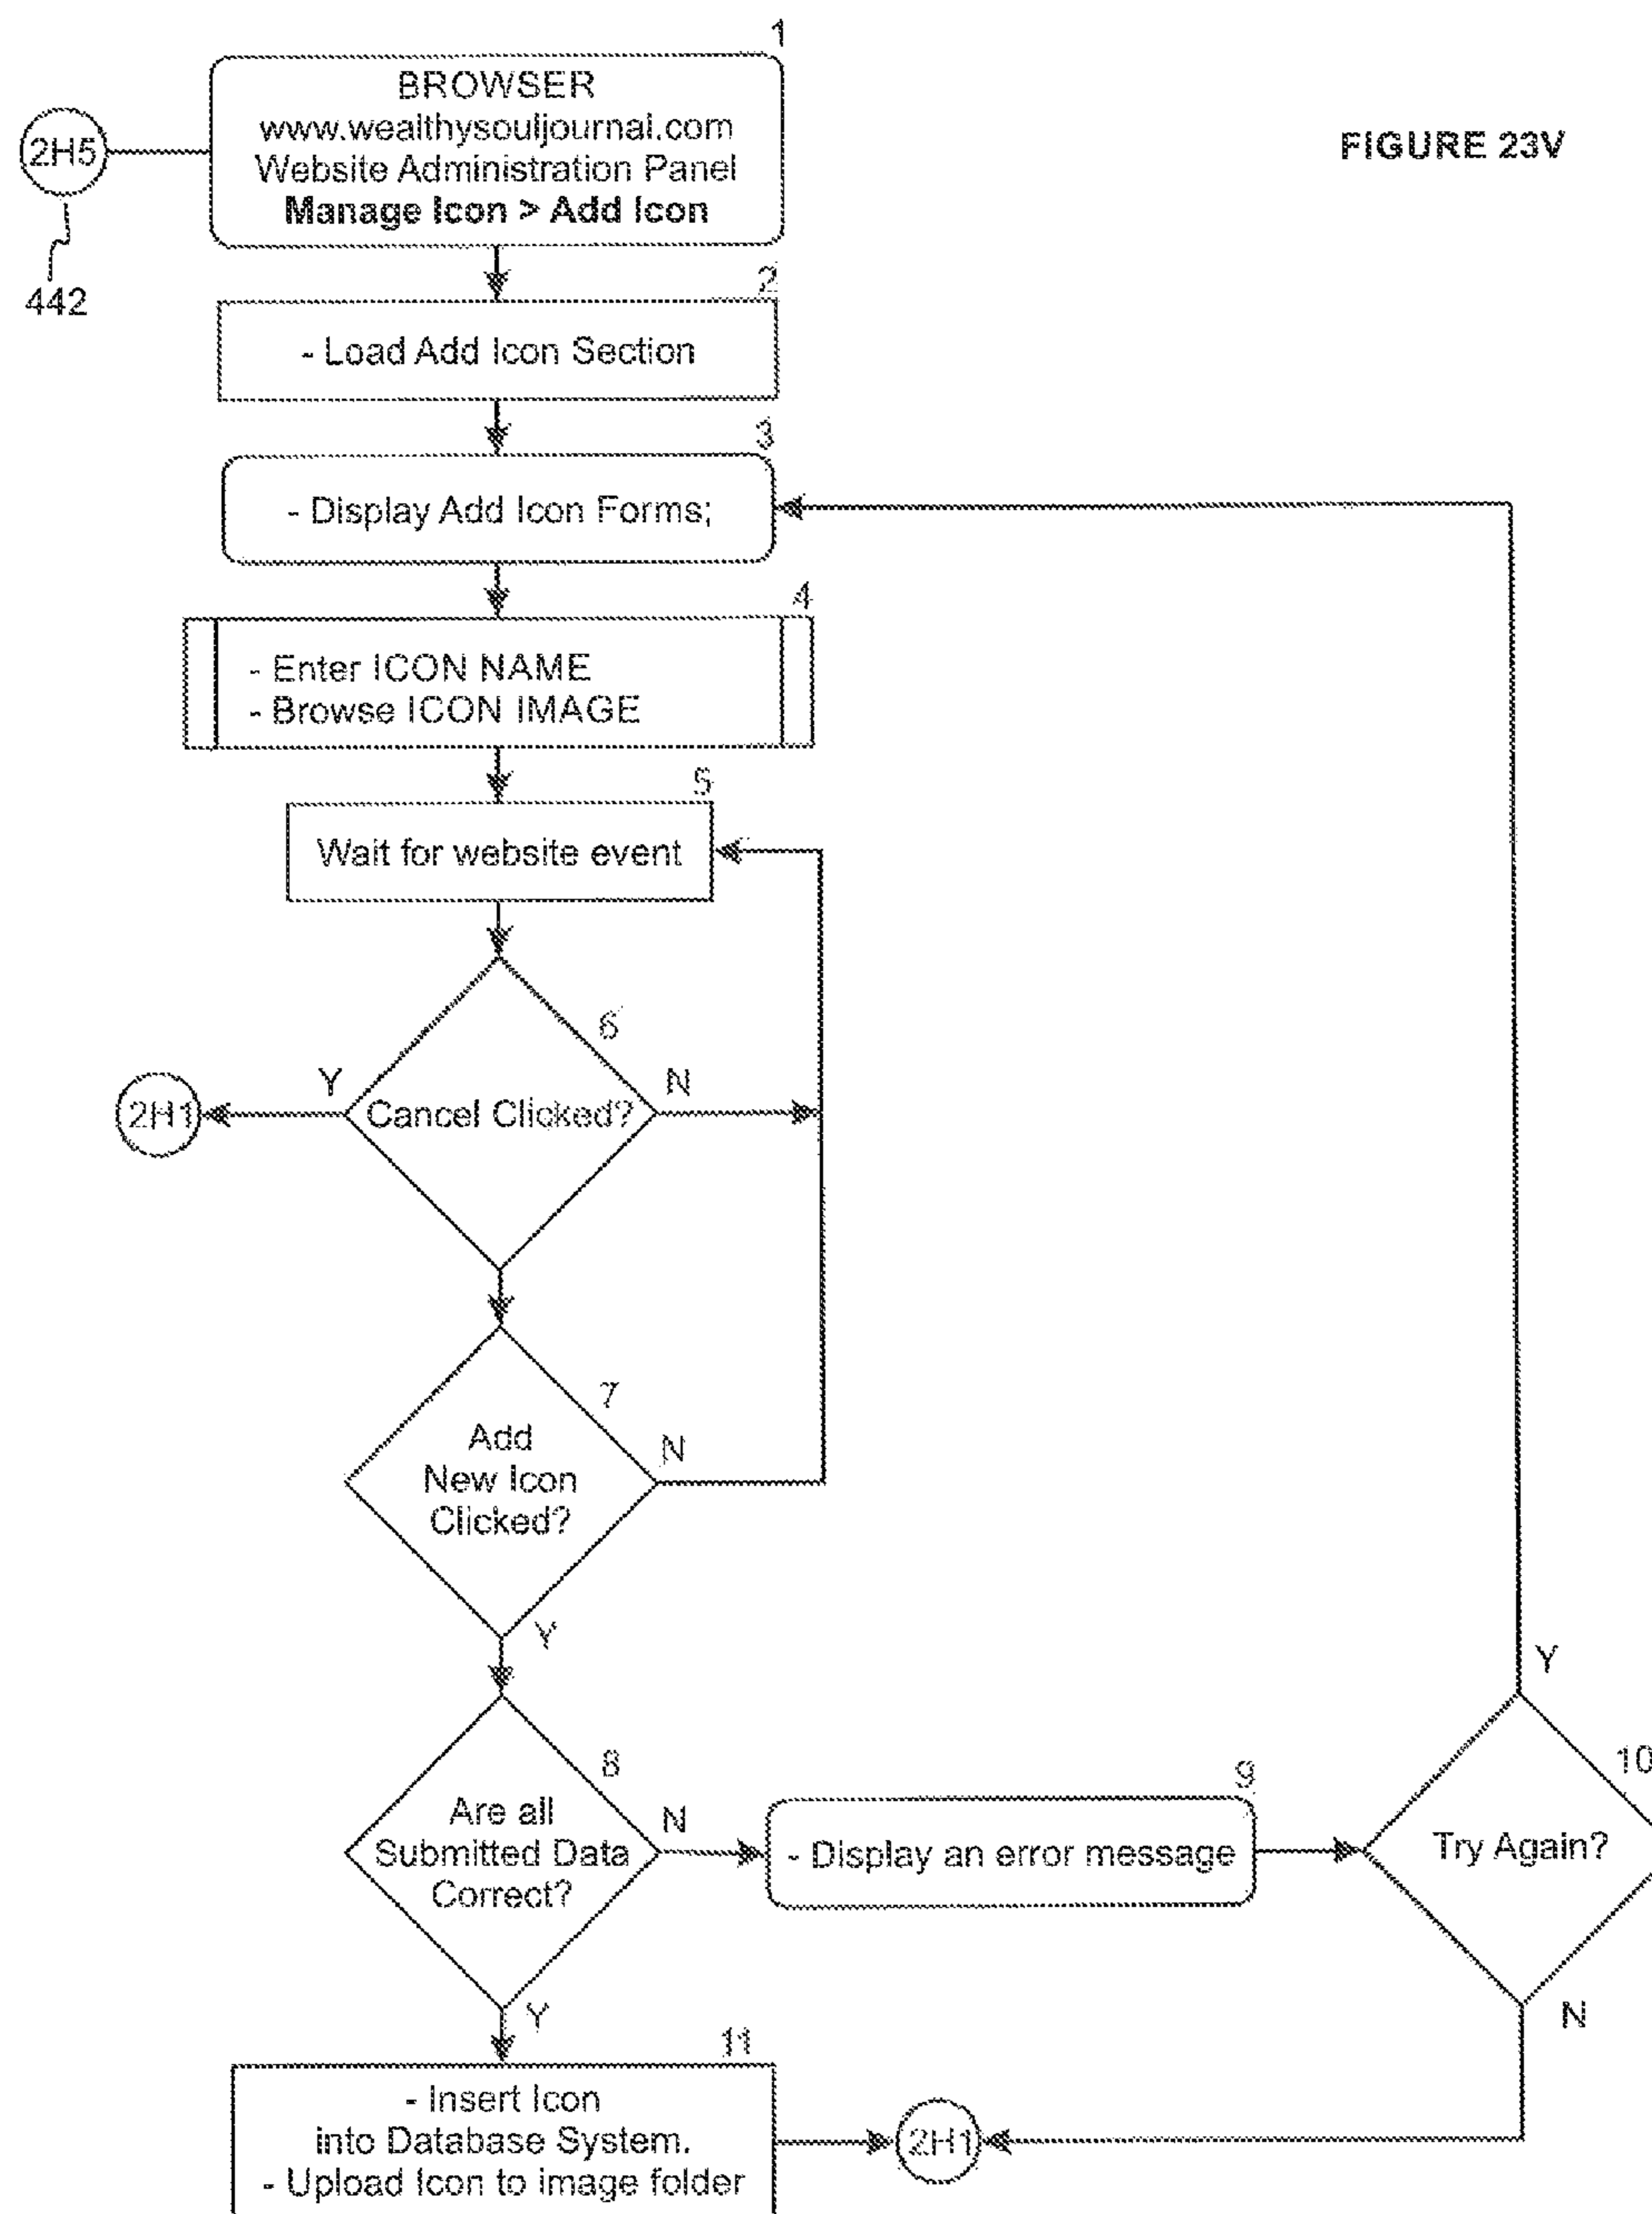 FIGURE 23V
1
BROWSER
www.wealthysouljournal.com
Website Administration Panel
Manage Icon > Add Icon
2H5
442
2
- Load Add Icon Section
3
- Display Add Icon Forms;
4
- Enter ICON NAME
- Browse ICON IMAGE
5
Wait for website event
6
Y
N
2H1
Cancel Clicked?
7
Add
New Icon
Clicked?
N
Y
8
Are all
Submitted Data
Correct?
N
Y
9
- Display an error message
10
Try Again?
Y
N
11
- Insert Icon
into Database System.
- Upload Icon to image folder
2H1